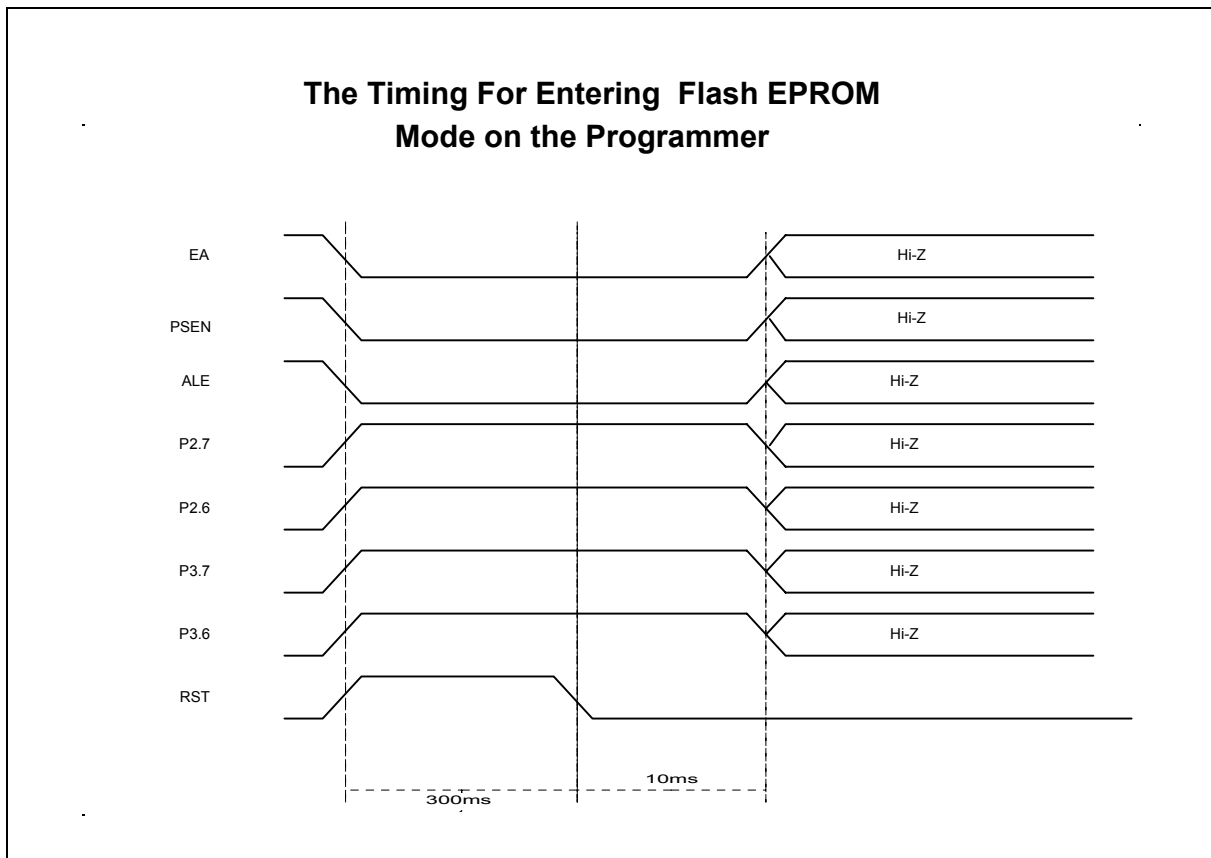 The Timing For Entering Flash EPROM
Mode on the Programmer
EA
Hi-Z
PSEN
Hi-Z
ALE
Hi-Z
P2.7
Hi-Z
P2.6
Hi-Z
P3.7
Hi-Z
P3.6
Hi-Z
RST
10ms
300ms